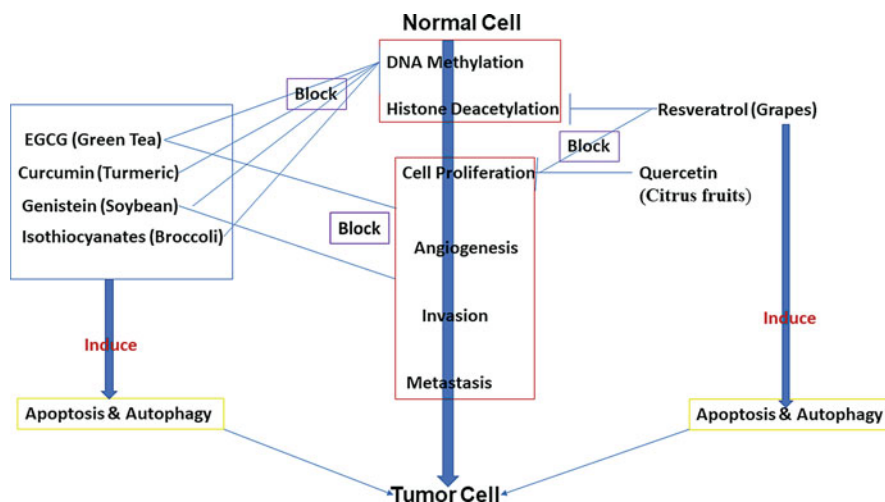 Normal Cell
DNA Methylation
Block
Histone Deacetylation
Resveratrol (Grapes)
EGCG (Green Tea)
Block
Curcumin (Turmeric)
Cell Proliferation
Quercetin
(Citrus fruits)
Genistein (Soybean)
Block
Isothiocyanates (Broccoli)
Angiogenesis
Invasion
Induce
Induce
Metastasis
Apoptosis & Autophagy
Apoptosis & Autophagy
Tumor Cell